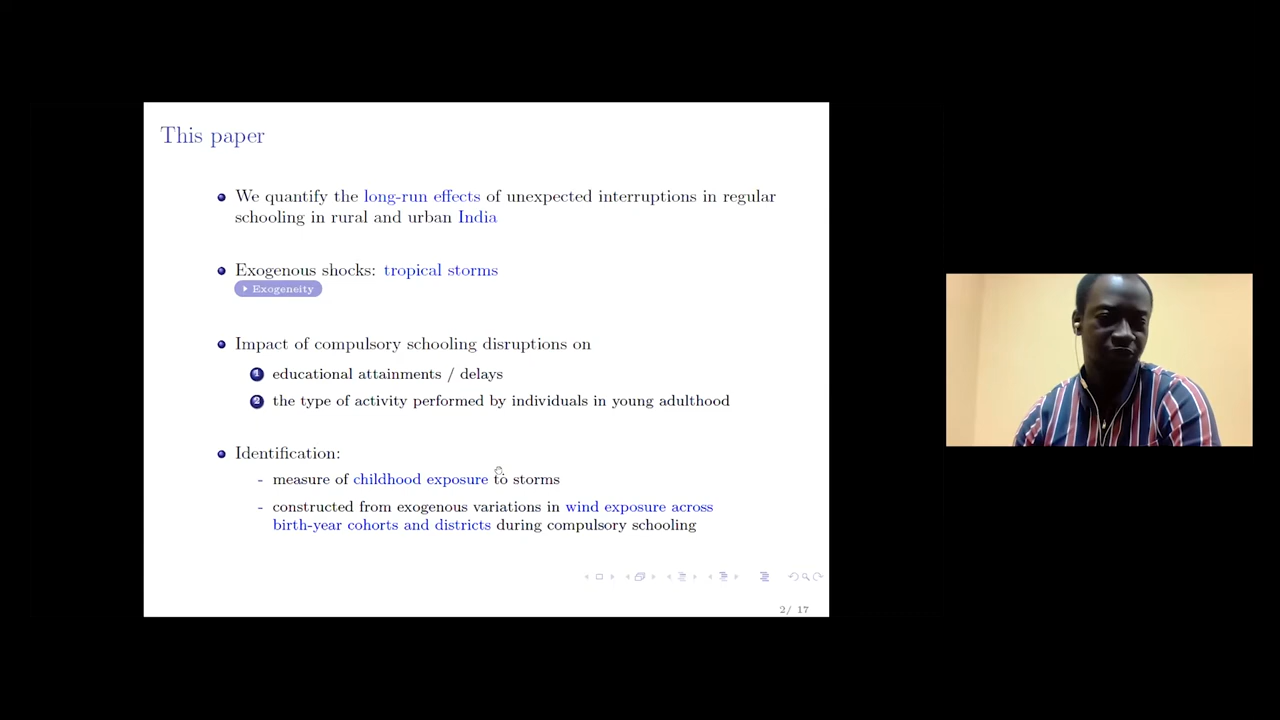 This paper
We quantify the long-run effects of unexpected interruptions in regular
schooling in rural and urban India
Exogenous shocks: tropical storms
Exogeneity
Impact of compulsory schooling disruptions on
1 educational attainments / delays
2 the type of activity performed by individuals in young adulthood
Identification:
- measure of childhood exposure to storms
- constructed from exogenous variations in wind exposure across
birth-year cohorts and districts during compulsory schooling
2/ 17